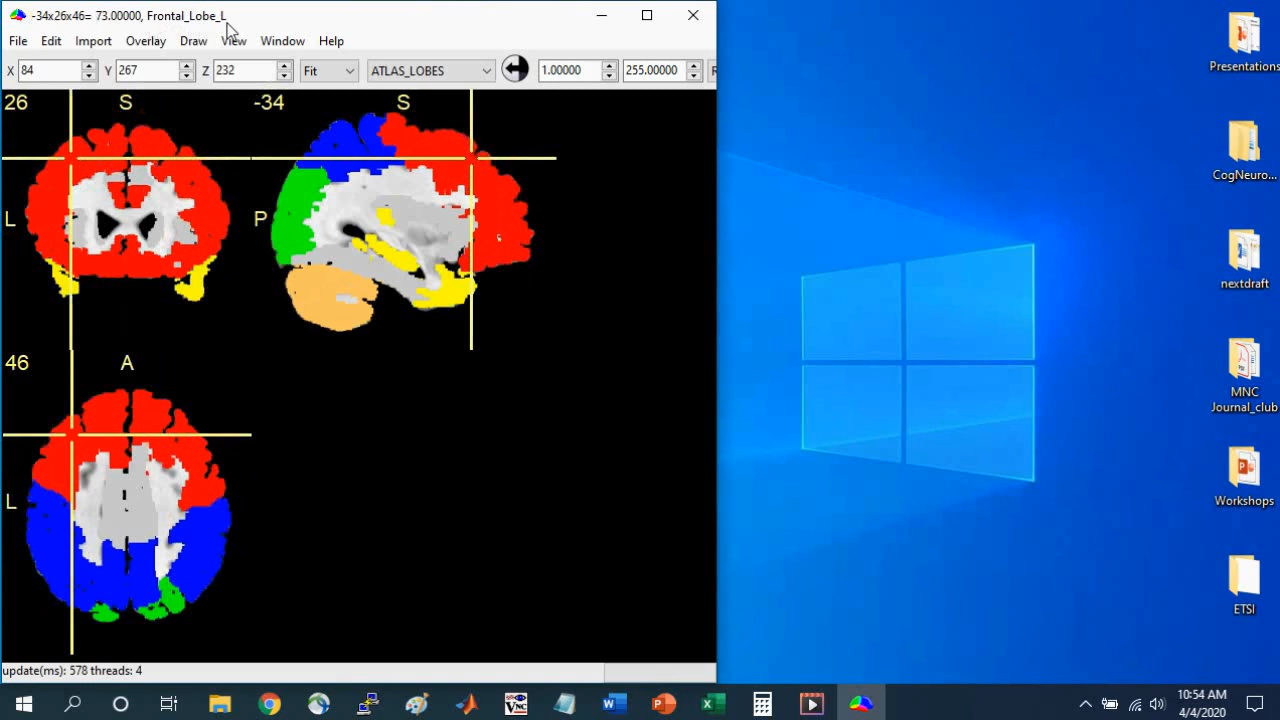 -34x26x46= 73.00000, Frontal_Lobe_L
File Edit Import Overlay Draw View Window Help
X 84 Y 267 Z 232 Fit ATLAS_LOBES 1.00000 255.00000
26 S -34 S
L P
46 A
L
update(ms): 578 threads: 4
Presentations
CogNeuro...
nextdraft
MNC
Journal_club
Workshops
ETSI
10:54 AM
4/4/2020